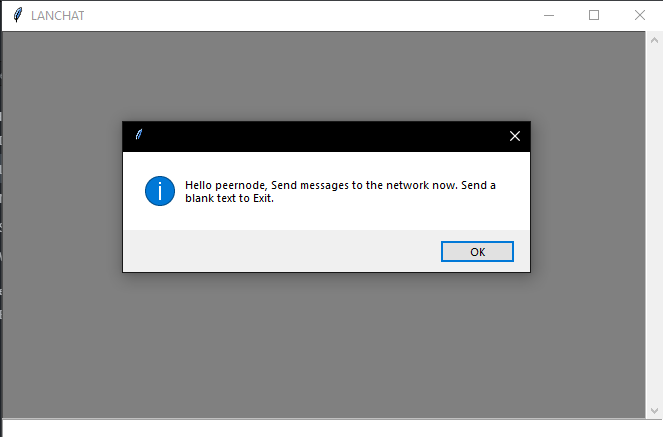 LANCHAT
Hello peernode, Send messages to the network now. Send a
blank text to Exit.
OK